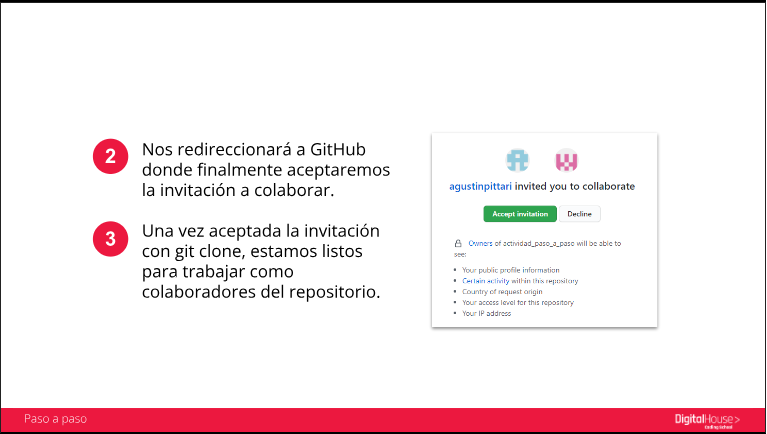 2
Nos redireccionará a GitHub
donde finalmente aceptaremos
la invitación a colaborar.
3
Una vez aceptada la invitación
con git clone, estamos listos
para trabajar como
colaboradores del repositorio.
agustinpittari invited you to collaborate
Accept invitation Decline
Owners of actividad_paso_a_paso will be able to
see:
Your public profile information
Certain activity within this repository
Country of request origin
Your access level for this repository
Your IP address
Paso a paso
DigitalHouse>
Coding School